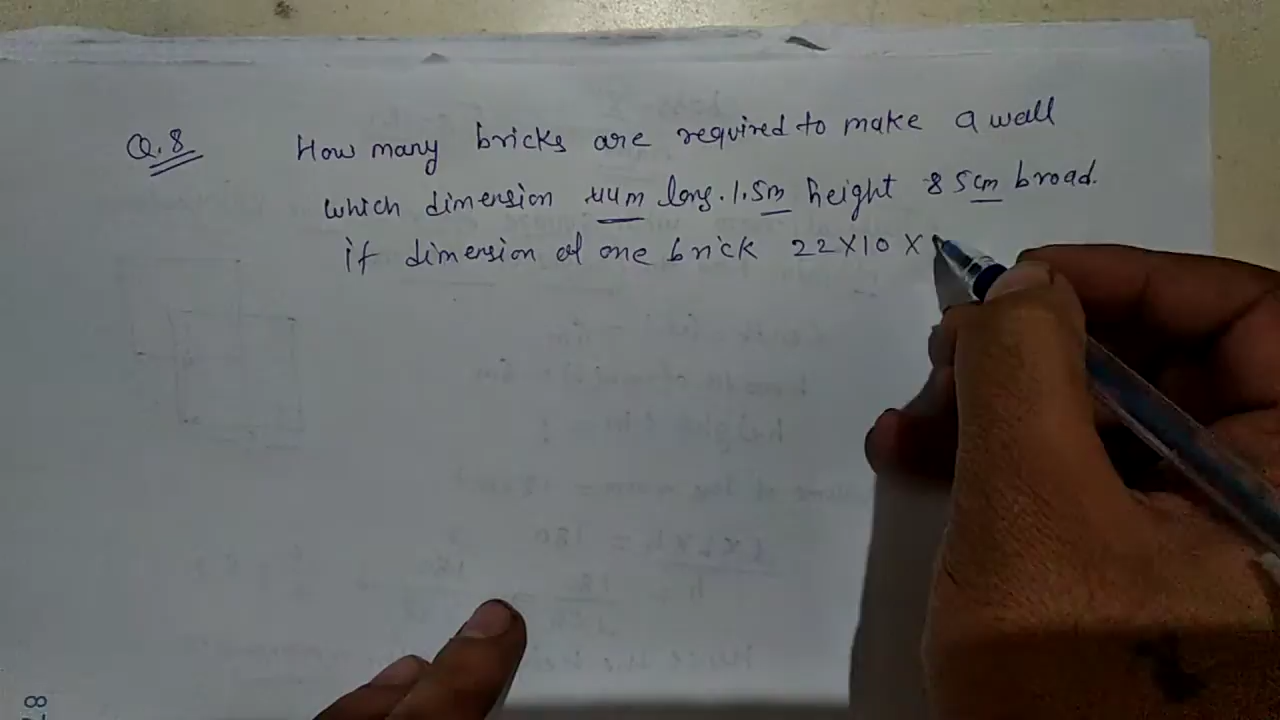 Q.8 How many bricks are required to make a wall
which dimension 44m long. 1.5m height 85cm broad.
if dimension of one brick 22x10x